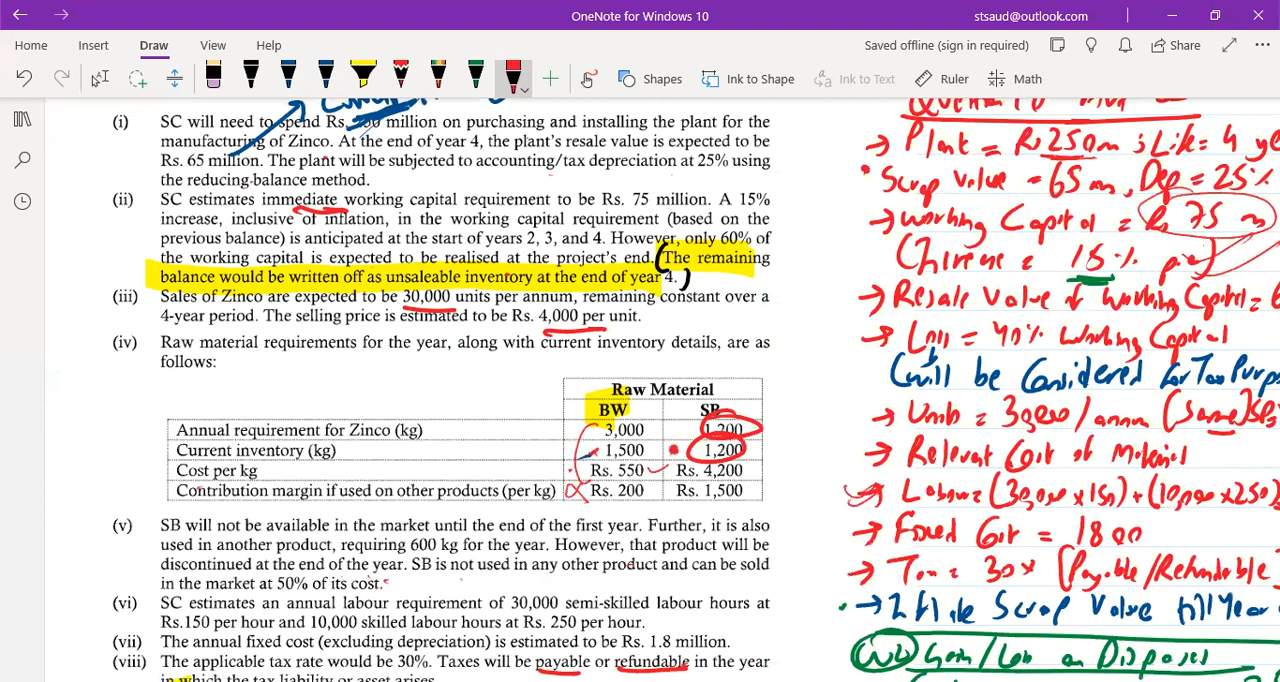 OneNote for Windows 10
stsaud@outlook.com
Home Insert Draw View Help
Saved offline (sign in required)
Share
Shapes
Ink to Shape
Ink to Text
Ruler
Math
(i) SC will need to spend Rs. million on purchasing and installing the plant for the
manufacturing of Zinco. At the end of year 4, the plant's resale value is expected to be
Rs. 65 million. The plant will be subjected to accounting/tax depreciation at 25% using
the reducing-balance method.
(ii) SC estimates immediate working capital requirement to be Rs. 75 million. A 15%
increase, inclusive of inflation, in the working capital requirement (based on the
previous balance) is anticipated at the start of years 2, 3, and 4. However, only 60% of
the working capital is expected to be realised at the project's end. The remaining
balance would be written off as unsaleable inventory at the end of year 4.
(iii) Sales of Zinco are expected to be 30,000 units per annum, remaining constant over a
4-year period. The selling price is estimated to be Rs. 4,000 per unit.
(iv) Raw material requirements for the year, along with current inventory details, are as
follows:
Raw Material
BW SB
Annual requirement for Zinco (kg) 3,000 1,200
Current inventory (kg) 1,500 1,200
Cost per kg Rs. 550 Rs. 4,200
Contribution margin if used on other products (per kg) Rs. 200 Rs. 1,500
(v) SB will not be available in the market until the end of the first year. Further, it is also
used in another product, requiring 600 kg for the year. However, that product will be
discontinued at the end of the year. SB is not used in any other product and can be sold
in the market at 50% of its cost.
(vi) SC estimates an annual labour requirement of 30,000 semi-skilled labour hours at
Rs.150 per hour and 10,000 skilled labour hours at Rs. 250 per hour.
(vii) The annual fixed cost (excluding depreciation) is estimated to be Rs. 1.8 million.
(viii) The applicable tax rate would be 30%. Taxes will be payable or refundable in the year
in which the tax liability or asset arises.
→ Plant = Rs 250m ; Life = 4 ye
Scrap Value = 65 m, Dep = 25%
→ Working Capital = Rs 75 m
(Increase = 15 %
→ Resale Value of Working Capital = 6
→ Loss = 40% Working Capital
(will be Considered for Tax Purpo
→ Units = 30,000/annum (Same) SP=
→ Relevant Cost of Material
→ Labour = (30,000 x 150) + (10,000 x 250)
→ Fixed Cost = 1800
→ Tax = 30% [Payable/Refundable
→ Scrap Value till Year
Gain/Loss on Disposal